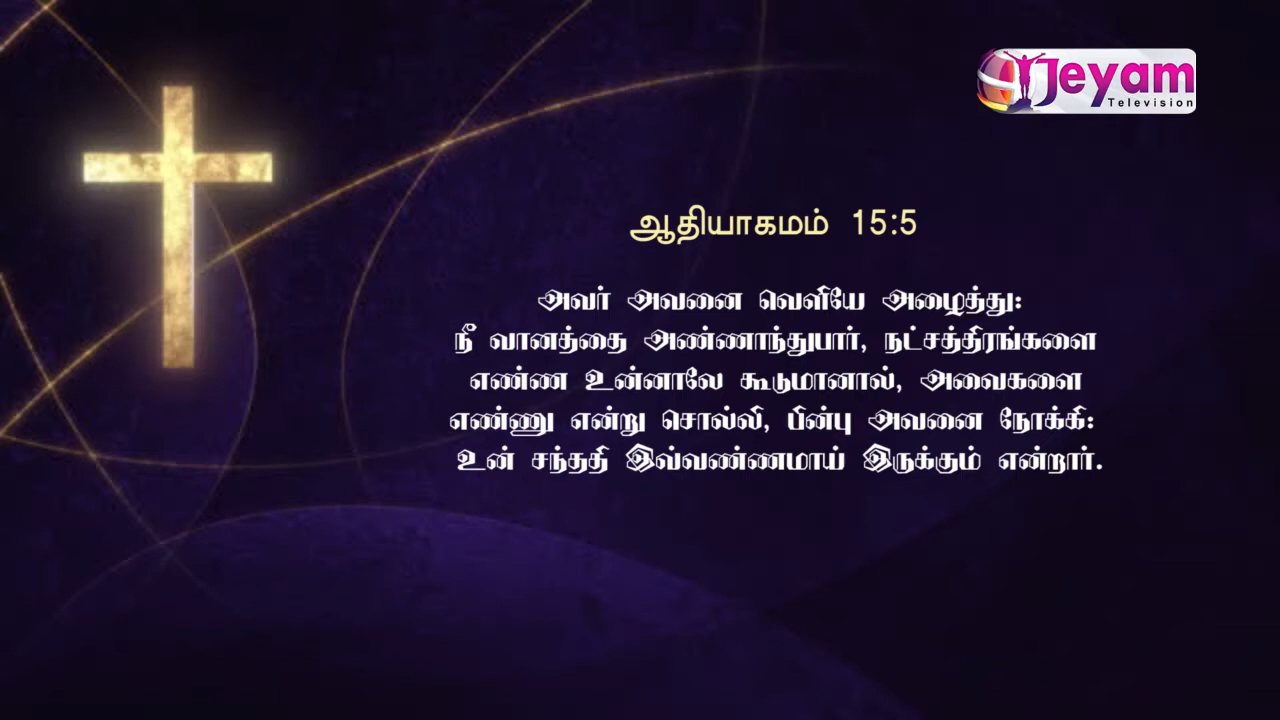 Jeyam
Television
ஆதியாகமம் 15:5
அவர் அவனை வெளியே அழைத்து:
நீ வானத்தை அண்ணாந்துபார், நட்சத்திரங்களை
எண்ண உன்னாலே கூடுமானால், அவைகளை
எண்ணு என்று சொல்லி, பின்பு அவனை நோக்கி:
உன் சந்ததி இவ்வண்ணமாய் இருக்கும் என்றார்.